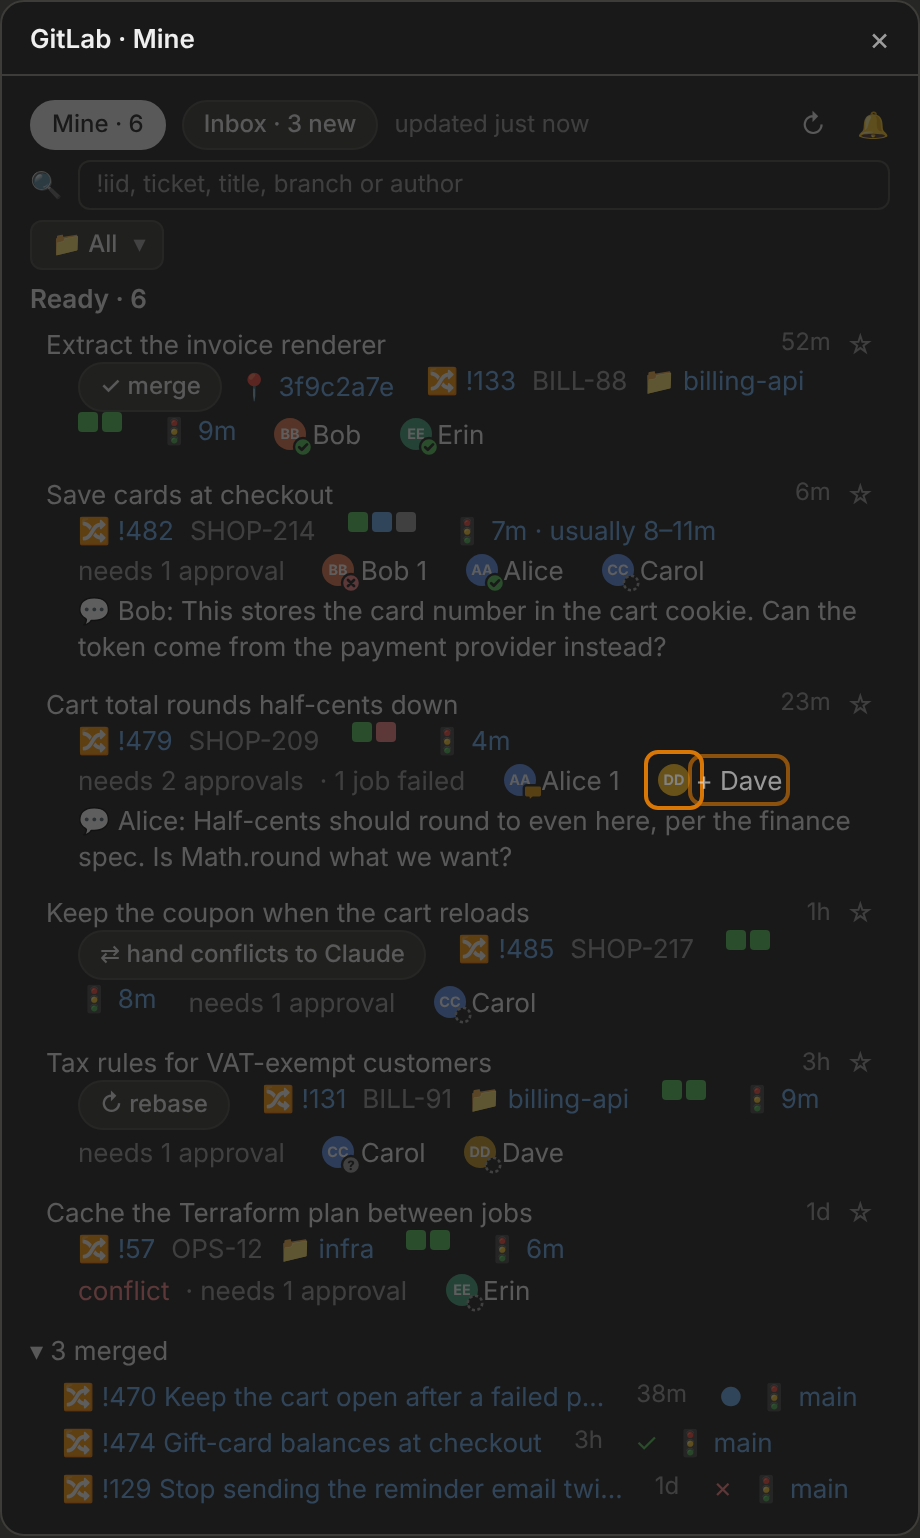 GitLab · Mine ×
Mine · 6 Inbox · 3 new updated just now
!iid, ticket, title, branch or author
All ▾
Ready · 6
Extract the invoice renderer 52m ☆
✓ merge 3f9c2a7e !133 BILL-88 billing-api
9m BB Bob EE Erin
Save cards at checkout 6m ☆
!482 SHOP-214 7m · usually 8–11m
needs 1 approval BB Bob 1 AA Alice CC Carol
Bob: This stores the card number in the cart cookie. Can the
token come from the payment provider instead?
Cart total rounds half-cents down 23m ☆
!479 SHOP-209 4m
needs 2 approvals · 1 job failed AA Alice 1 DD + Dave
Alice: Half-cents should round to even here, per the finance
spec. Is Math.round what we want?
Keep the coupon when the cart reloads 1h ☆
⇄ hand conflicts to Claude !485 SHOP-217
8m needs 1 approval CC Carol
Tax rules for VAT-exempt customers 3h ☆
↻ rebase !131 BILL-91 billing-api 9m
needs 1 approval CC ? Carol DD Dave
Cache the Terraform plan between jobs 1d ☆
!57 OPS-12 infra 6m
conflict · needs 1 approval EE Erin
▾ 3 merged
!470 Keep the cart open after a failed p... 38m main
!474 Gift-card balances at checkout 3h ✓ main
!129 Stop sending the reminder email twi... 1d × main